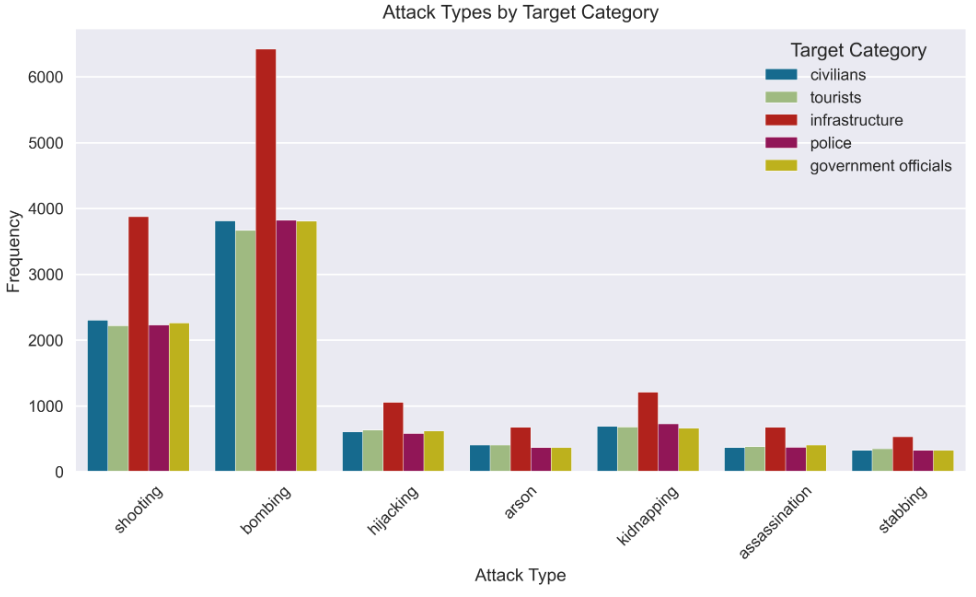 Attack Types by Target Category
Target Category
civilians
tourists
infrastructure
police
government officials
Frequency
6000
5000
4000
3000
2000
1000
0
shooting
bombing
hijacking
arson
kidnapping
assassination
stabbing
Attack Type